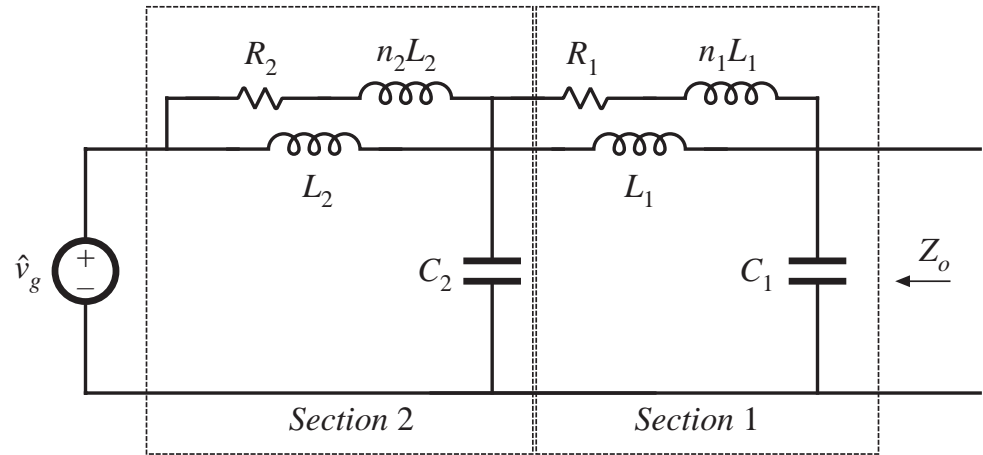 R₂
n₂L₂
R₁
n₁L₁
L₂
L₁
v̂g
+
−
C₂
C₁
Zₒ
Section 2
Section 1